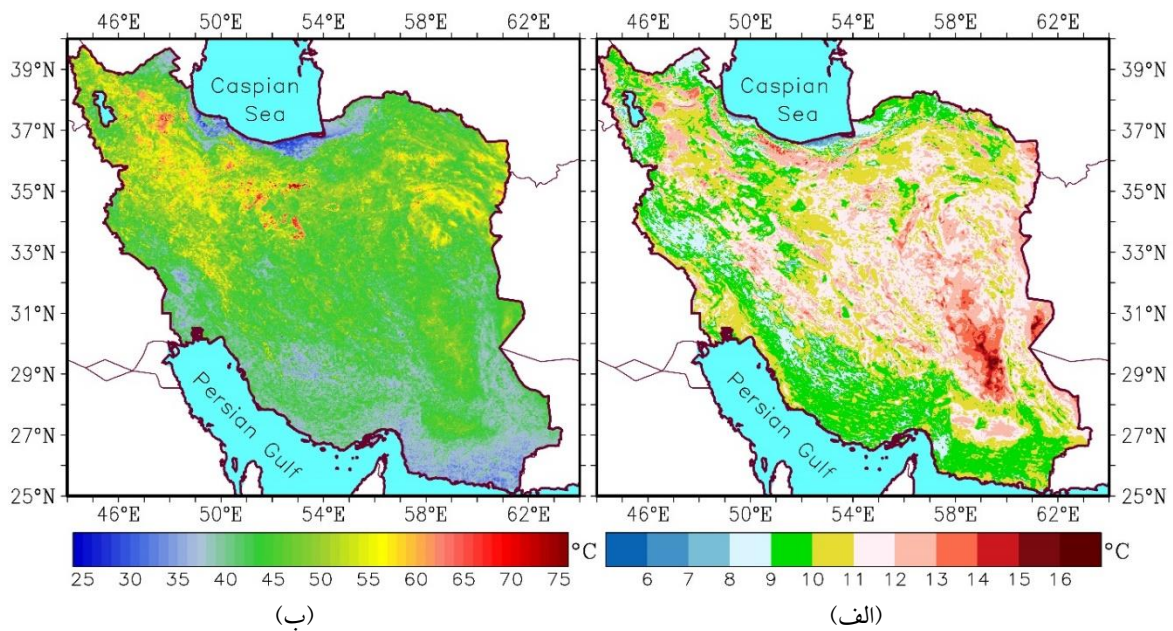 46°E 50°E 54°E 58°E 62°E
46°E 50°E 54°E 58°E 62°E
39°N
37°N
35°N
33°N
31°N
29°N
27°N
25°N
39°N
37°N
35°N
33°N
31°N
29°N
27°N
25°N
Caspian
Sea
Persian Gulf
Caspian
Sea
Persian Gulf
46°E 50°E 54°E 58°E 62°E
46°E 50°E 54°E 58°E 62°E
25 30 35 40 45 50 55 60 65 70 75 °C
6 7 8 9 10 11 12 13 14 15 16 °C
(ب)
(الف)